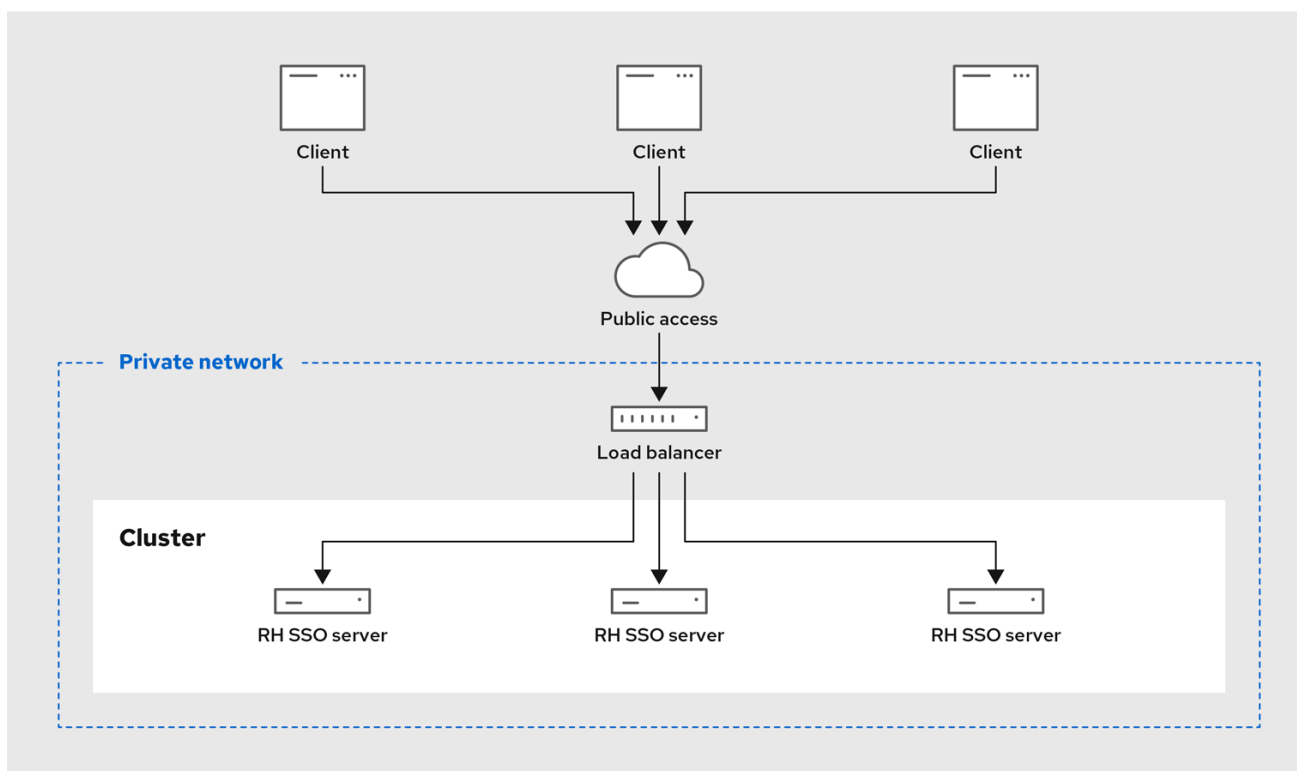 Client
Client
Client
Public access
Private network
Load balancer
Cluster
RH SSO server
RH SSO server
RH SSO server